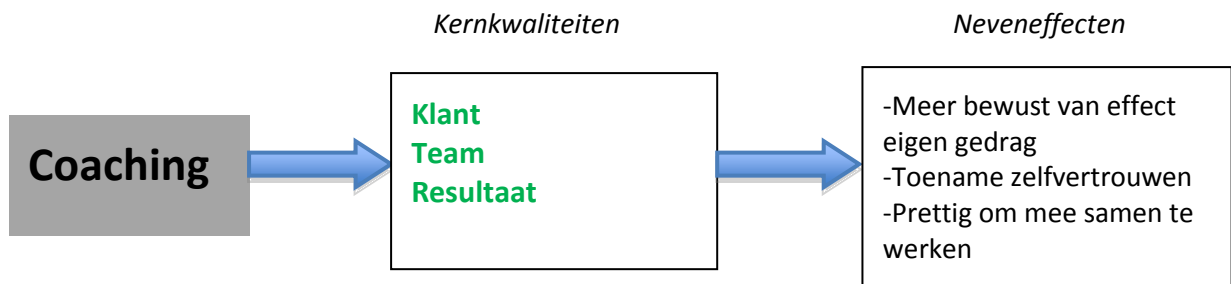 Kernkwaliteiten
Neveneffecten
Coaching
Klant
Team
Resultaat
-Meer bewust van effect
eigen gedrag
-Toename zelfvertrouwen
-Prettig om mee samen te
werken